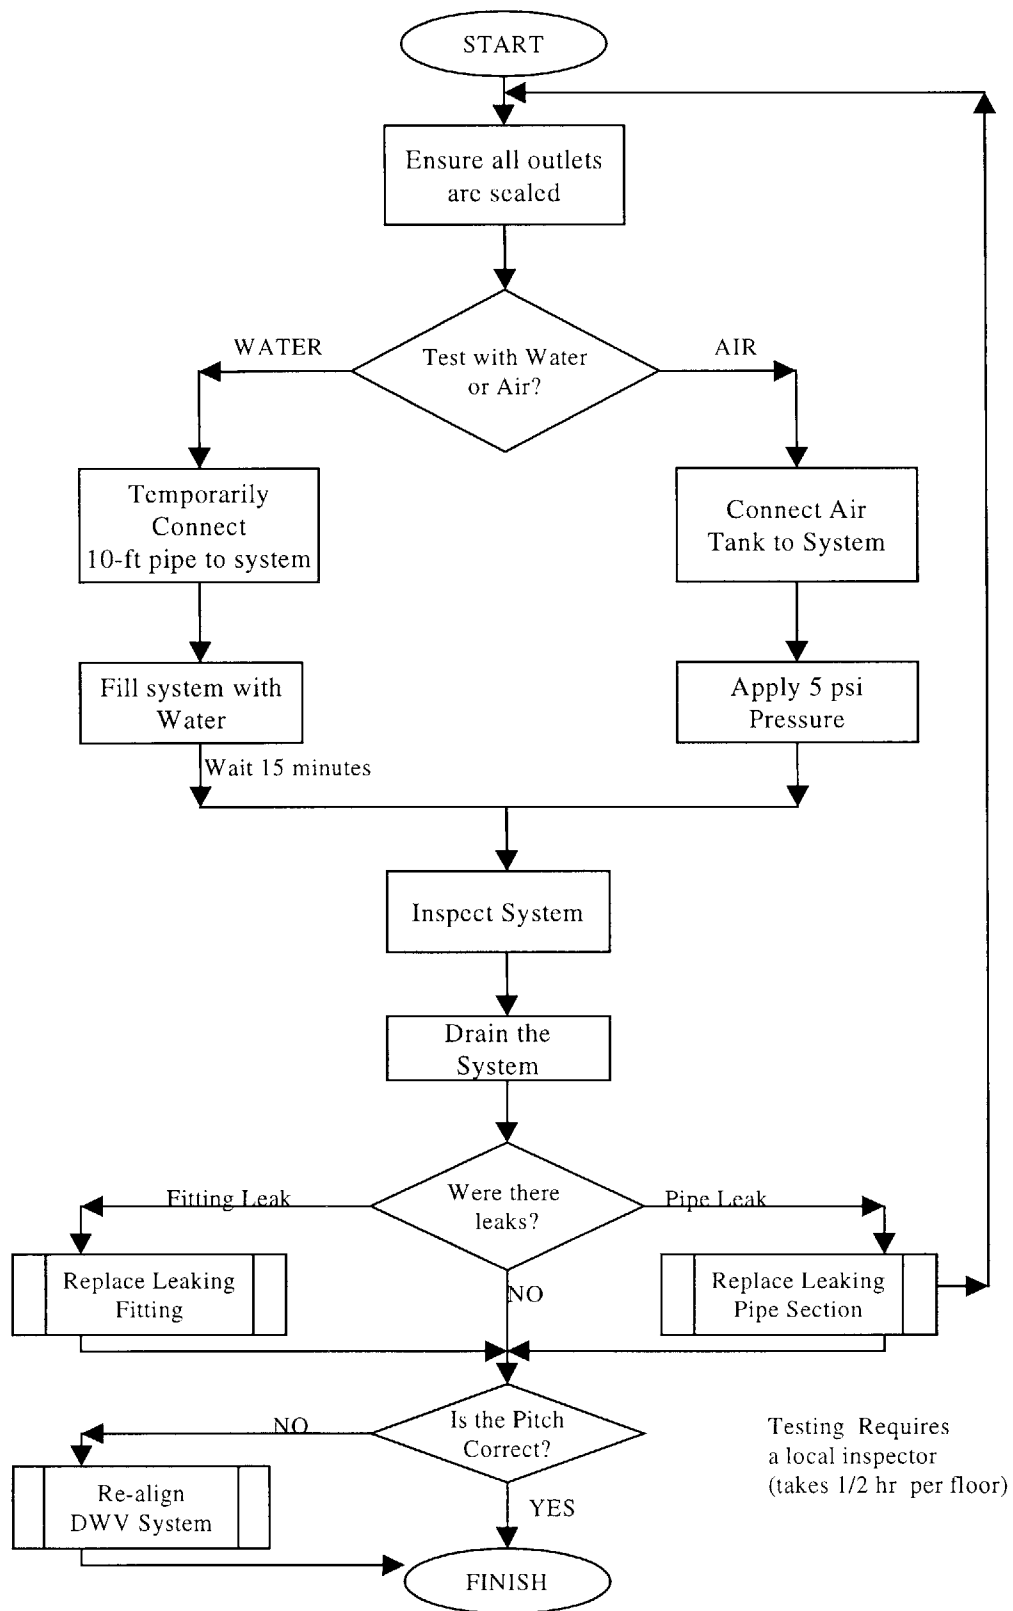 START
Ensure all outlets
are sealed
Test with Water
or Air?
WATER
AIR
Temporarily
Connect
10-ft pipe to system
Connect Air
Tank to System
Fill system with
Water
Apply 5 psi
Pressure
Wait 15 minutes
Inspect System
Drain the
System
Were there
leaks?
Fitting Leak
Pipe Leak
Replace Leaking
Fitting
NO
Replace Leaking
Pipe Section
Is the Pitch
Correct?
NO
Re-align
DWV System
YES
Testing Requires
a local inspector
(takes 1/2 hr per floor)
FINISH